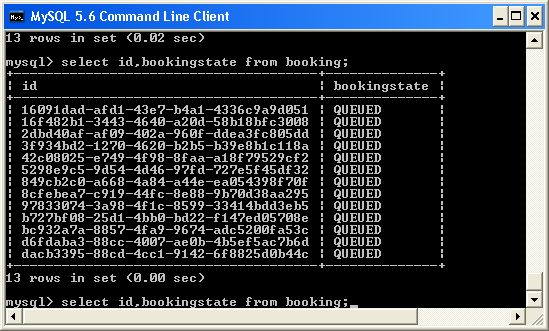 MySQL 5.6 Command Line Client
13 rows in set (0.02 sec)
mysql> select id,bookingstate from booking;
+--------------------------------------+--------------+
| id | bookingstate |
+--------------------------------------+--------------+
| 16091dad-afd1-43e7-b4a1-4336c9a9d051 | QUEUED |
| 16f482b1-3443-4640-a20d-58b18bfc3008 | QUEUED |
| 2dbd40af-af09-402a-960f-ddea3fc805dd | QUEUED |
| 3f934bd2-1270-4620-b2b5-b39e8b1c118a | QUEUED |
| 42c08025-e749-4f98-8faa-a18f79529cf2 | QUEUED |
| 5298e9c5-9d54-4d46-97fd-727e5f45df32 | QUEUED |
| 849cb2c0-a668-4a84-a44e-ea054398f70f | QUEUED |
| 8cfebea7-c919-44fc-8e88-9b70d38aa295 | QUEUED |
| 97833074-3a98-4f1c-8599-33414bdd3eb5 | QUEUED |
| b727bf08-25d1-4bb0-bd22-f147ed05708e | QUEUED |
| bc932a7a-8857-4fa9-9674-adc5200fa53c | QUEUED |
| d6fdaba3-88cc-4007-ae0b-4b5ef5ac7b6d | QUEUED |
| dacb3395-88cd-4cc1-9142-6f8825d0b44c | QUEUED |
+--------------------------------------+--------------+
13 rows in set (0.00 sec)
mysql> select id,bookingstate from booking;